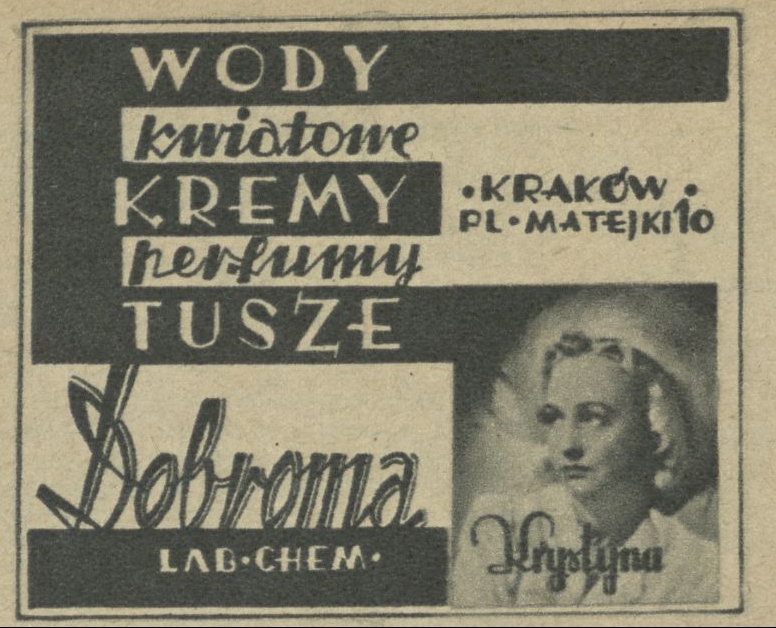 WODY
kwiatowe
KREMY
perfumy
TUSZE
• KRAKÓW •
PL • MATEJKI 10
Dobroma
LAB • CHEM •
Krystyna